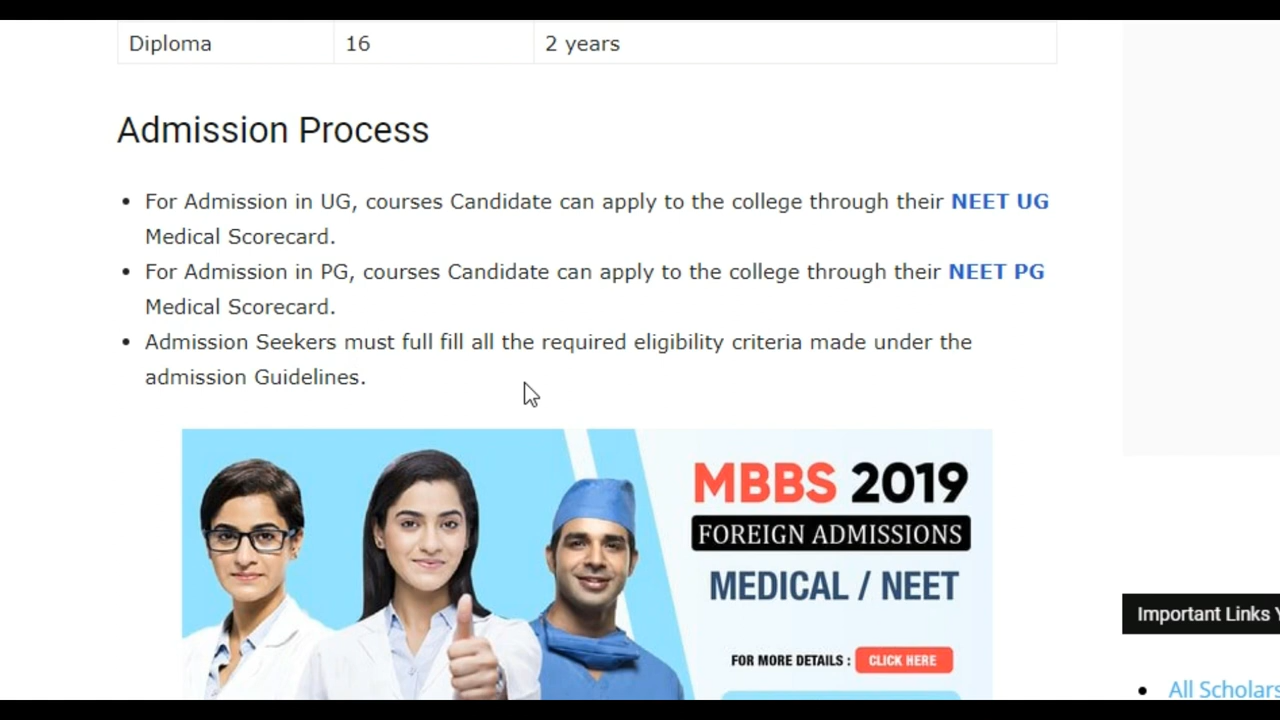 Diploma 16 2 years
Admission Process
• For Admission in UG, courses Candidate can apply to the college through their NEET UG
Medical Scorecard.
• For Admission in PG, courses Candidate can apply to the college through their NEET PG
Medical Scorecard.
• Admission Seekers must full fill all the required eligibility criteria made under the
admission Guidelines.
MBBS 2019
FOREIGN ADMISSIONS
MEDICAL / NEET
FOR MORE DETAILS : CLICK HERE
Important Links
• All